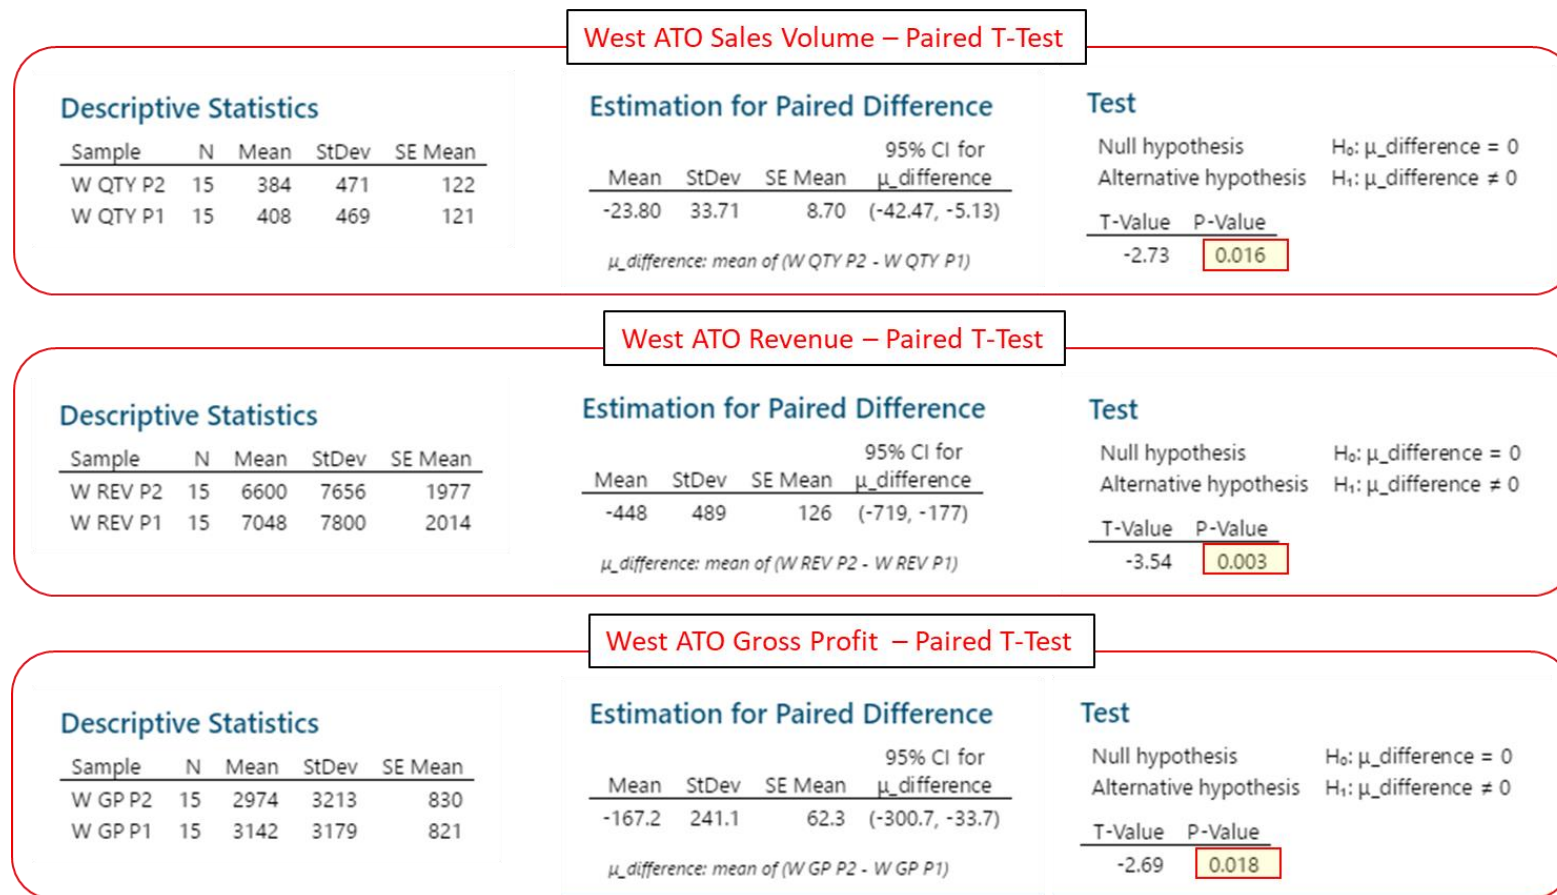 West ATO Sales Volume – Paired T-Test
Descriptive Statistics
Sample N Mean StDev SE Mean
W QTY P2 15 384 471 122
W QTY P1 15 408 469 121
Estimation for Paired Difference
95% CI for
Mean StDev SE Mean μ_difference
-23.80 33.71 8.70 (-42.47, -5.13)
μ_difference: mean of (W QTY P2 - W QTY P1)
Test
Null hypothesis H₀: μ_difference = 0
Alternative hypothesis H₁: μ_difference ≠ 0
T-Value P-Value
-2.73 0.016
West ATO Revenue – Paired T-Test
Descriptive Statistics
Sample N Mean StDev SE Mean
W REV P2 15 6600 7656 1977
W REV P1 15 7048 7800 2014
Estimation for Paired Difference
95% CI for
Mean StDev SE Mean μ_difference
-448 489 126 (-719, -177)
μ_difference: mean of (W REV P2 - W REV P1)
Test
Null hypothesis H₀: μ_difference = 0
Alternative hypothesis H₁: μ_difference ≠ 0
T-Value P-Value
-3.54 0.003
West ATO Gross Profit – Paired T-Test
Descriptive Statistics
Sample N Mean StDev SE Mean
W GP P2 15 2974 3213 830
W GP P1 15 3142 3179 821
Estimation for Paired Difference
95% CI for
Mean StDev SE Mean μ_difference
-167.2 241.1 62.3 (-300.7, -33.7)
μ_difference: mean of (W GP P2 - W GP P1)
Test
Null hypothesis H₀: μ_difference = 0
Alternative hypothesis H₁: μ_difference ≠ 0
T-Value P-Value
-2.69 0.018